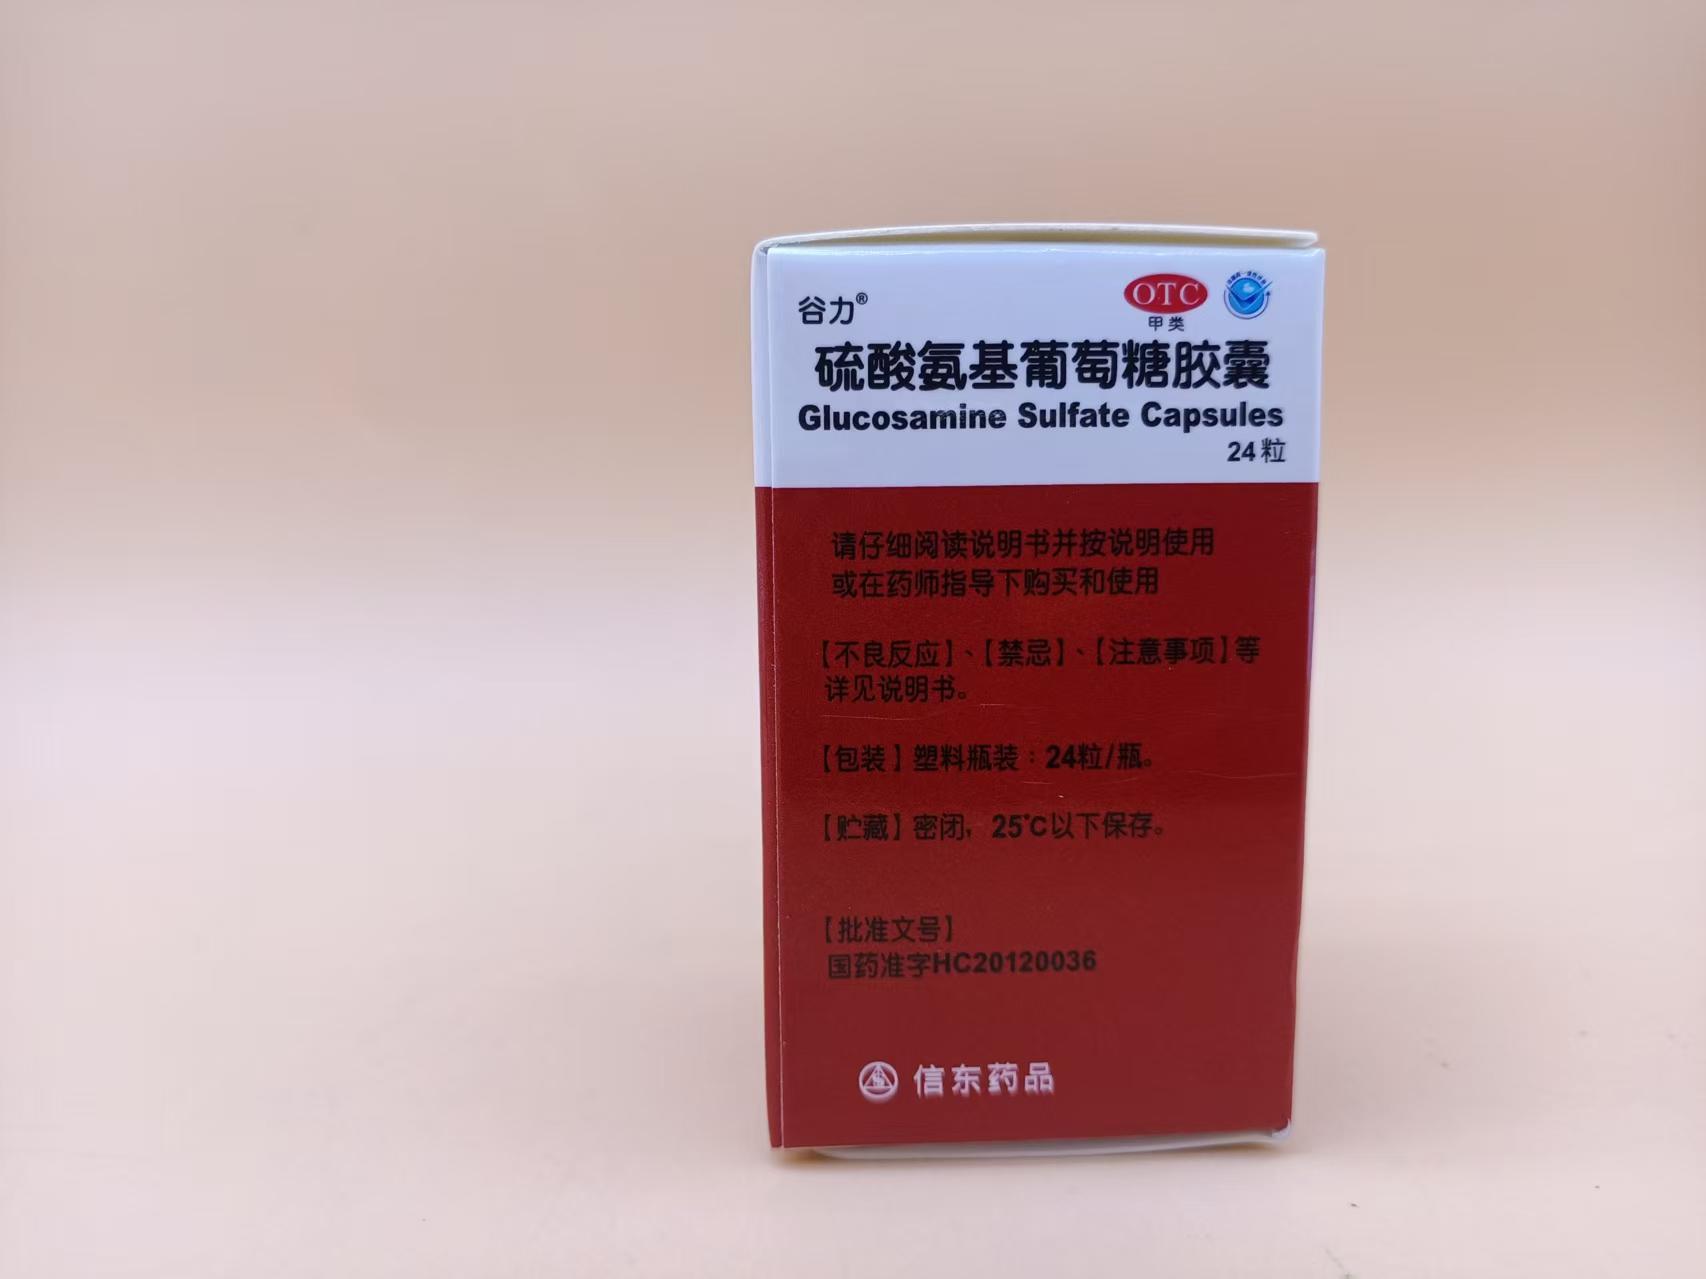 谷力®
OTC
甲类
硫酸氨基葡萄糖胶囊
Glucosamine Sulfate Capsules
24粒
请仔细阅读说明书并按说明使用
或在药师指导下购买和使用
【不良反应】、【禁忌】、【注意事项】等
详见说明书。
【包装】塑料瓶装：24粒/瓶。
【贮藏】密闭，25℃以下保存。
【批准文号】
国药准字HC20120036
信东药品